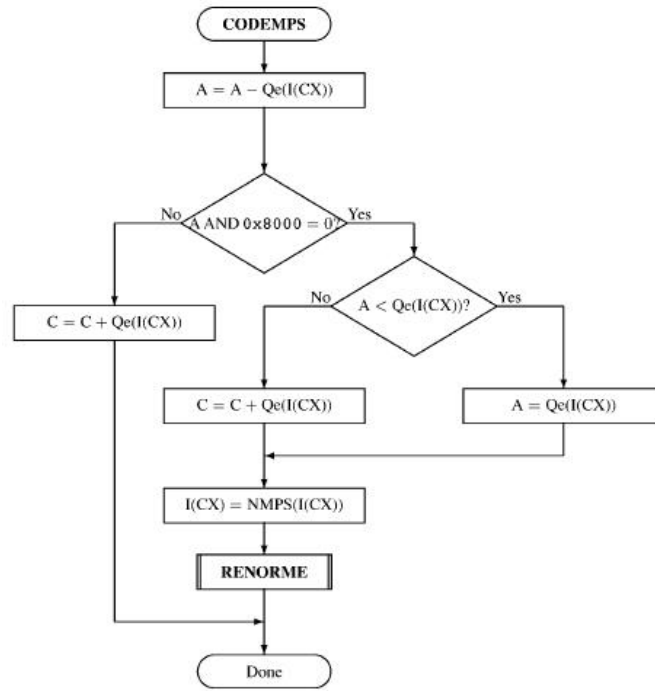 CODEMPS
A = A − Qe(I(CX))
No
A AND 0x8000 = 0?
Yes
No
A < Qe(I(CX))?
Yes
C = C + Qe(I(CX))
C = C + Qe(I(CX))
A = Qe(I(CX))
I(CX) = NMPS(I(CX))
RENORME
Done